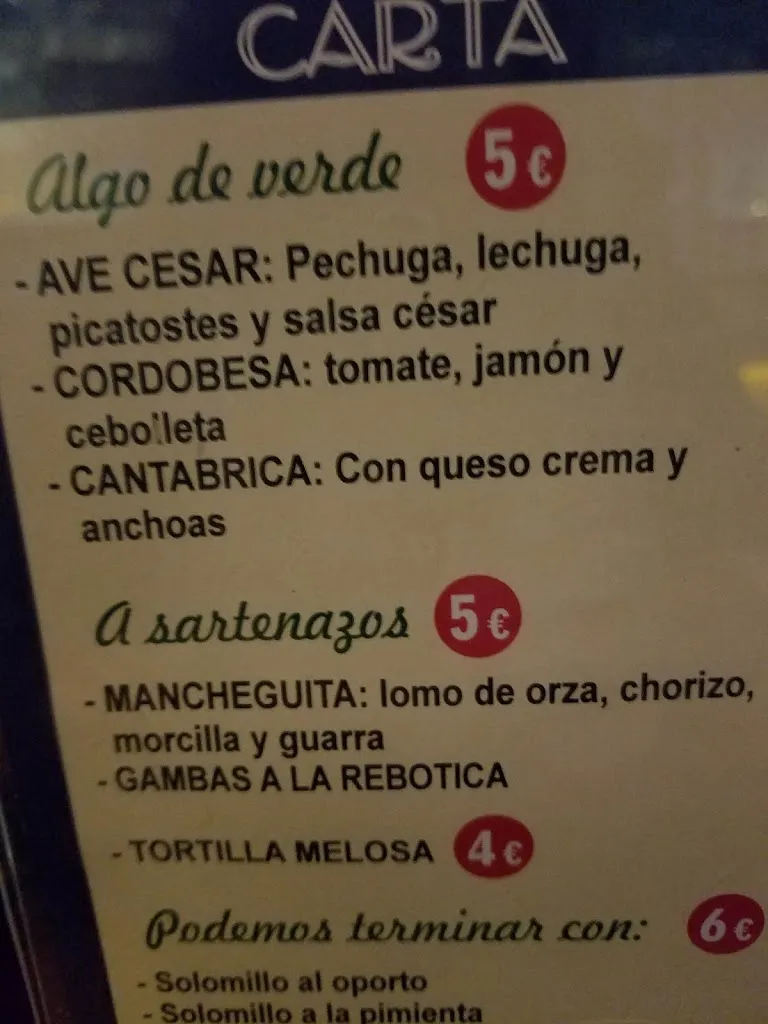 CARTA
Algo de verde 5 €
- AVE CESAR: Pechuga, lechuga,
picatostes y salsa césar
- CORDOBESA: tomate, jamón y
cebolleta
- CANTABRICA: Con queso crema y
anchoas
A sartenazos 5 €
- MANCHEGUITA: lomo de orza, chorizo,
morcilla y guarra
- GAMBAS A LA REBOTICA
- TORTILLA MELOSA 4 €
Podemos terminar con: 6 €
- Solomillo al oporto
- Solomillo a la pimienta